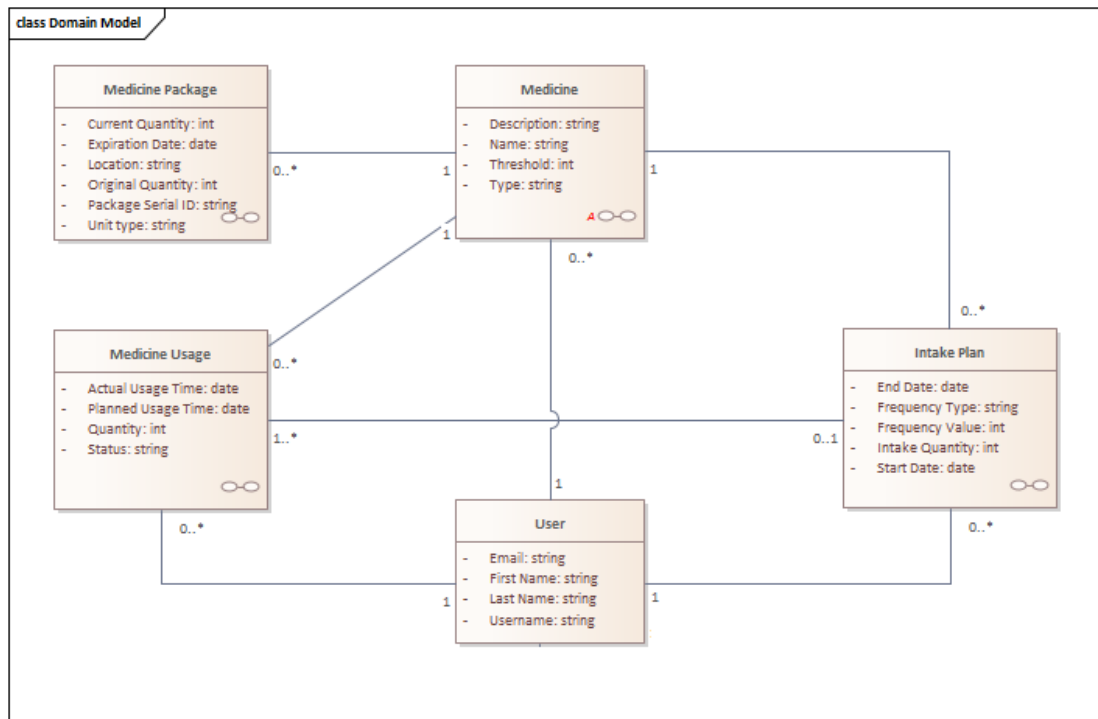 class Domain Model
Medicine Package
- Current Quantity: int
- Expiration Date: date
- Location: string
- Original Quantity: int
- Package Serial ID: string
- Unit type: string
Medicine
- Description: string
- Name: string
- Threshold: int
- Type: string
A
0..*
1
1
1
0..*
0..*
0..*
Medicine Usage
- Actual Usage Time: date
- Planned Usage Time: date
- Quantity: int
- Status: string
Intake Plan
- End Date: date
- Frequency Type: string
- Frequency Value: int
- Intake Quantity: int
- Start Date: date
1..*
0..1
1
0..*
0..*
User
- Email: string
- First Name: string
- Last Name: string
- Username: string
1
1